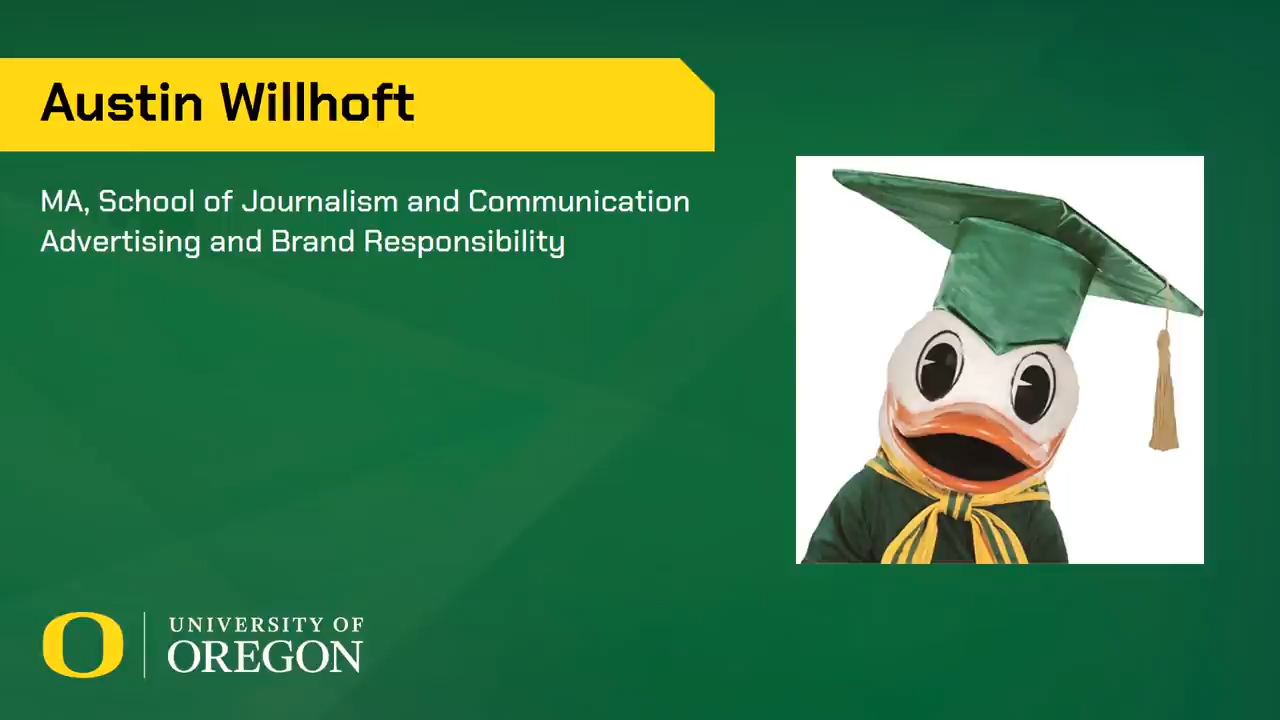 Austin Willhoft
MA, School of Journalism and Communication
Advertising and Brand Responsibility
O
UNIVERSITY OF
OREGON